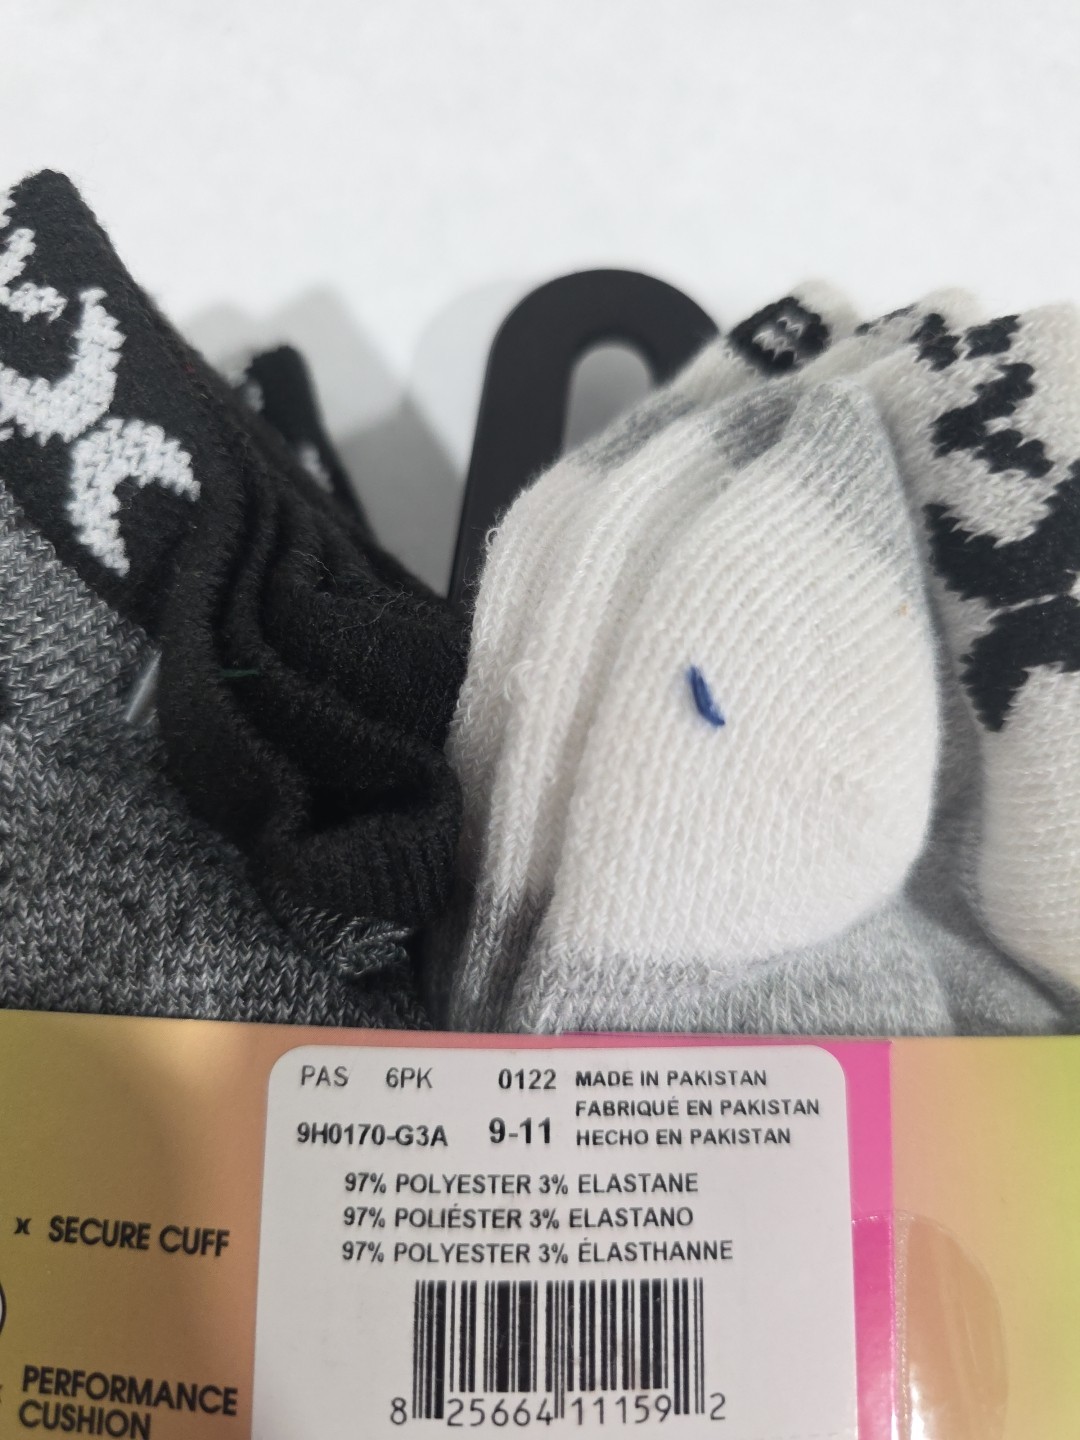 PAS 6PK 0122 MADE IN PAKISTAN
FABRIQUÉ EN PAKISTAN
9H0170-G3A 9-11 HECHO EN PAKISTAN
97% POLYESTER 3% ELASTANE
97% POLIÉSTER 3% ELASTANO
97% POLYESTER 3% ÉLASTHANNE
x SECURE CUFF
PERFORMANCE
CUSHION
8 25664 11159 2